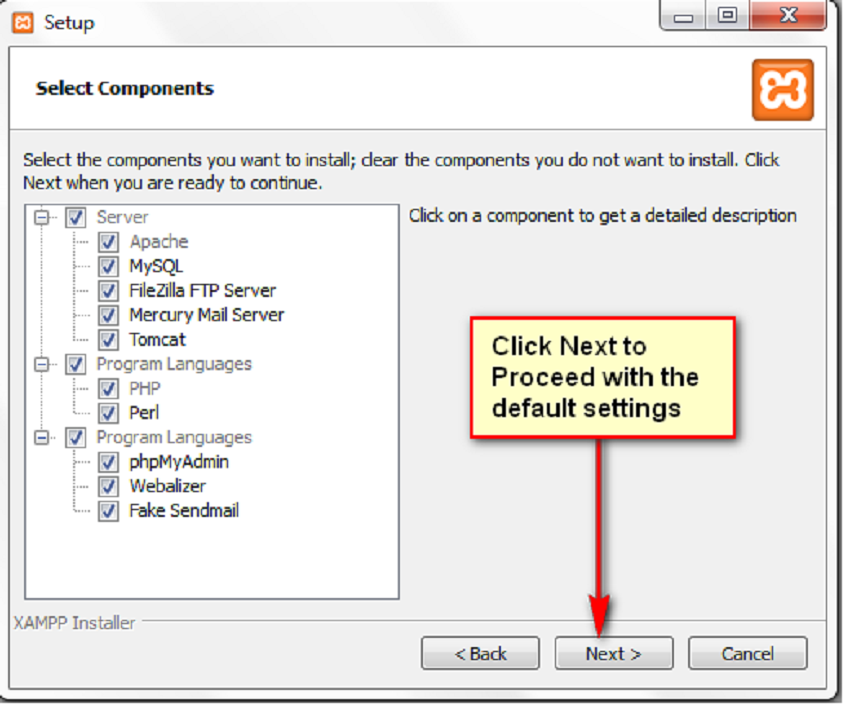 Setup
Select Components
Select the components you want to install; clear the components you do not want to install. Click
Next when you are ready to continue.
Server
Apache
MySQL
FileZilla FTP Server
Mercury Mail Server
Tomcat
Program Languages
PHP
Perl
Program Languages
phpMyAdmin
Webalizer
Fake Sendmail
Click on a component to get a detailed description
Click Next to
Proceed with the
default settings
XAMPP Installer
< Back
Next >
Cancel